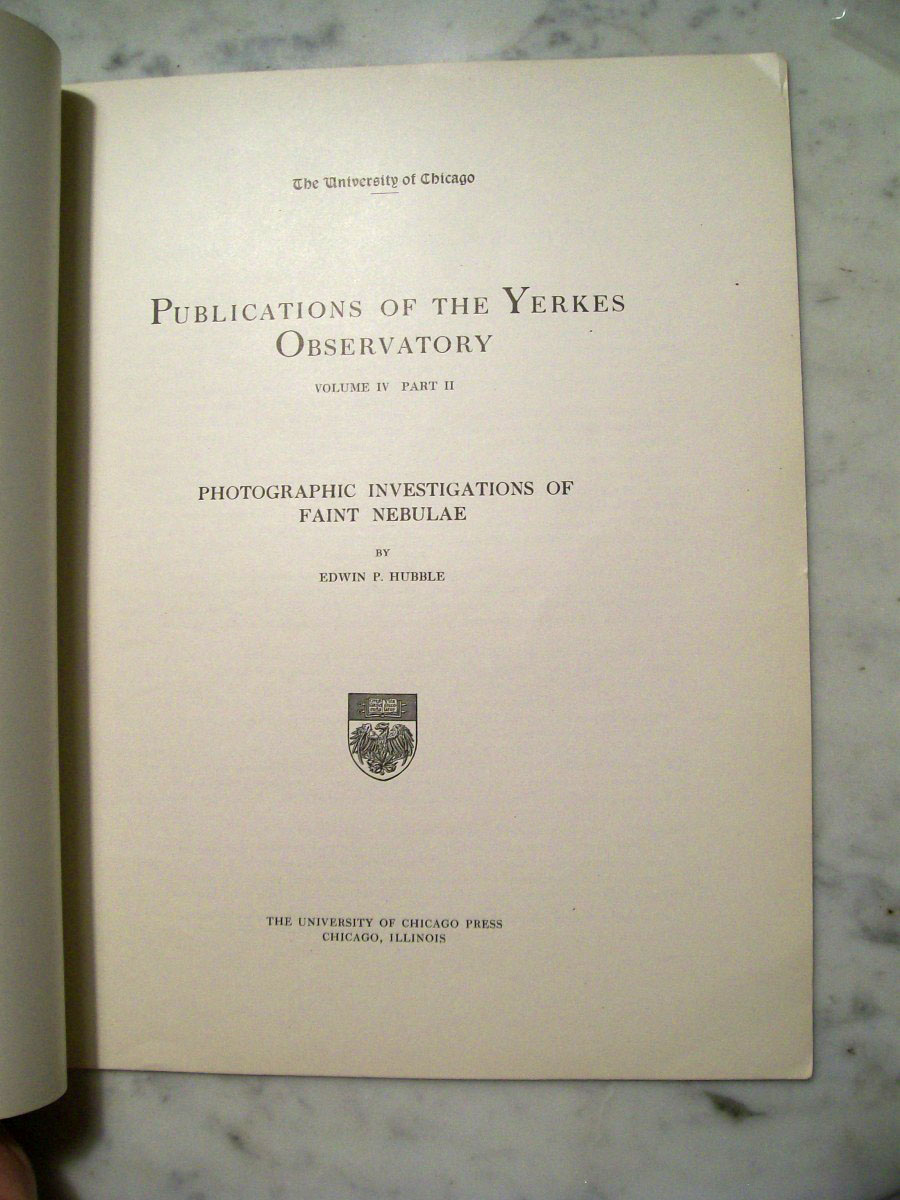 The University of Chicago
PUBLICATIONS OF THE YERKES
OBSERVATORY
VOLUME IV PART II
PHOTOGRAPHIC INVESTIGATIONS OF
FAINT NEBULAE
BY
EDWIN P. HUBBLE
THE UNIVERSITY OF CHICAGO PRESS
CHICAGO, ILLINOIS